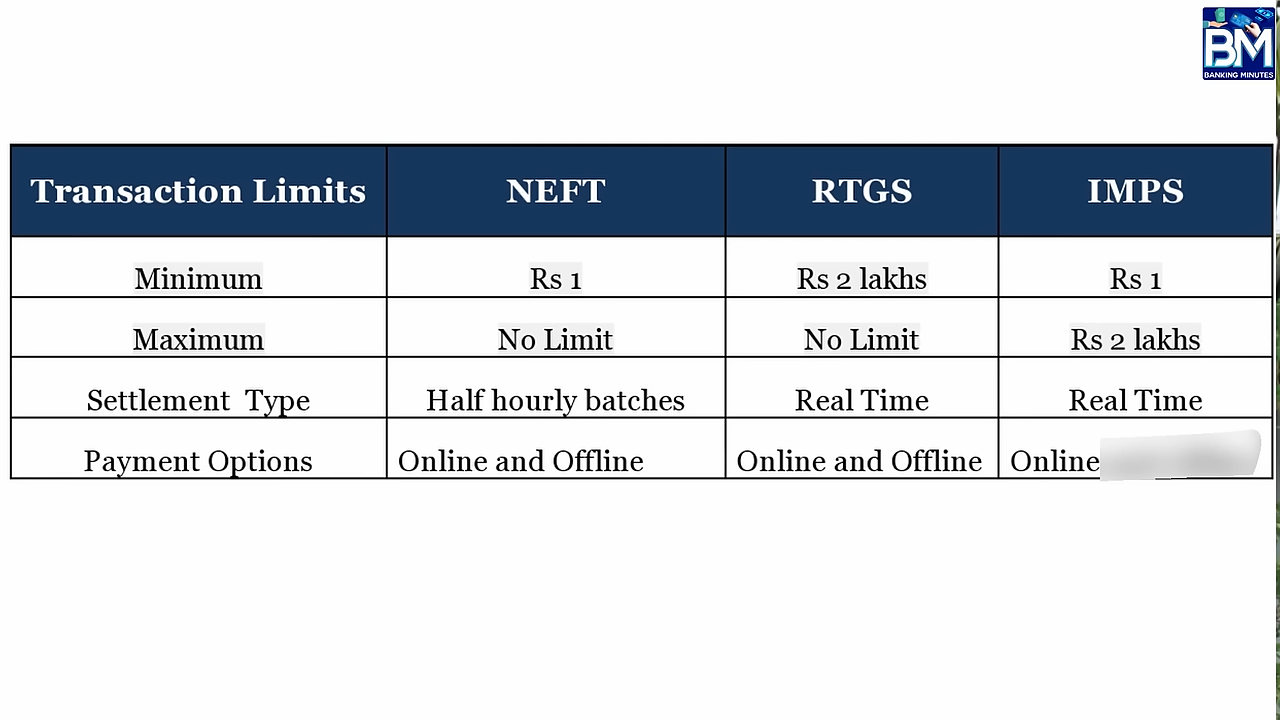 BM
BANKING MINUTES
Transaction Limits NEFT RTGS IMPS
Minimum Rs 1 Rs 2 lakhs Rs 1
Maximum No Limit No Limit Rs 2 lakhs
Settlement Type Half hourly batches Real Time Real Time
Payment Options Online and Offline Online and Offline Online